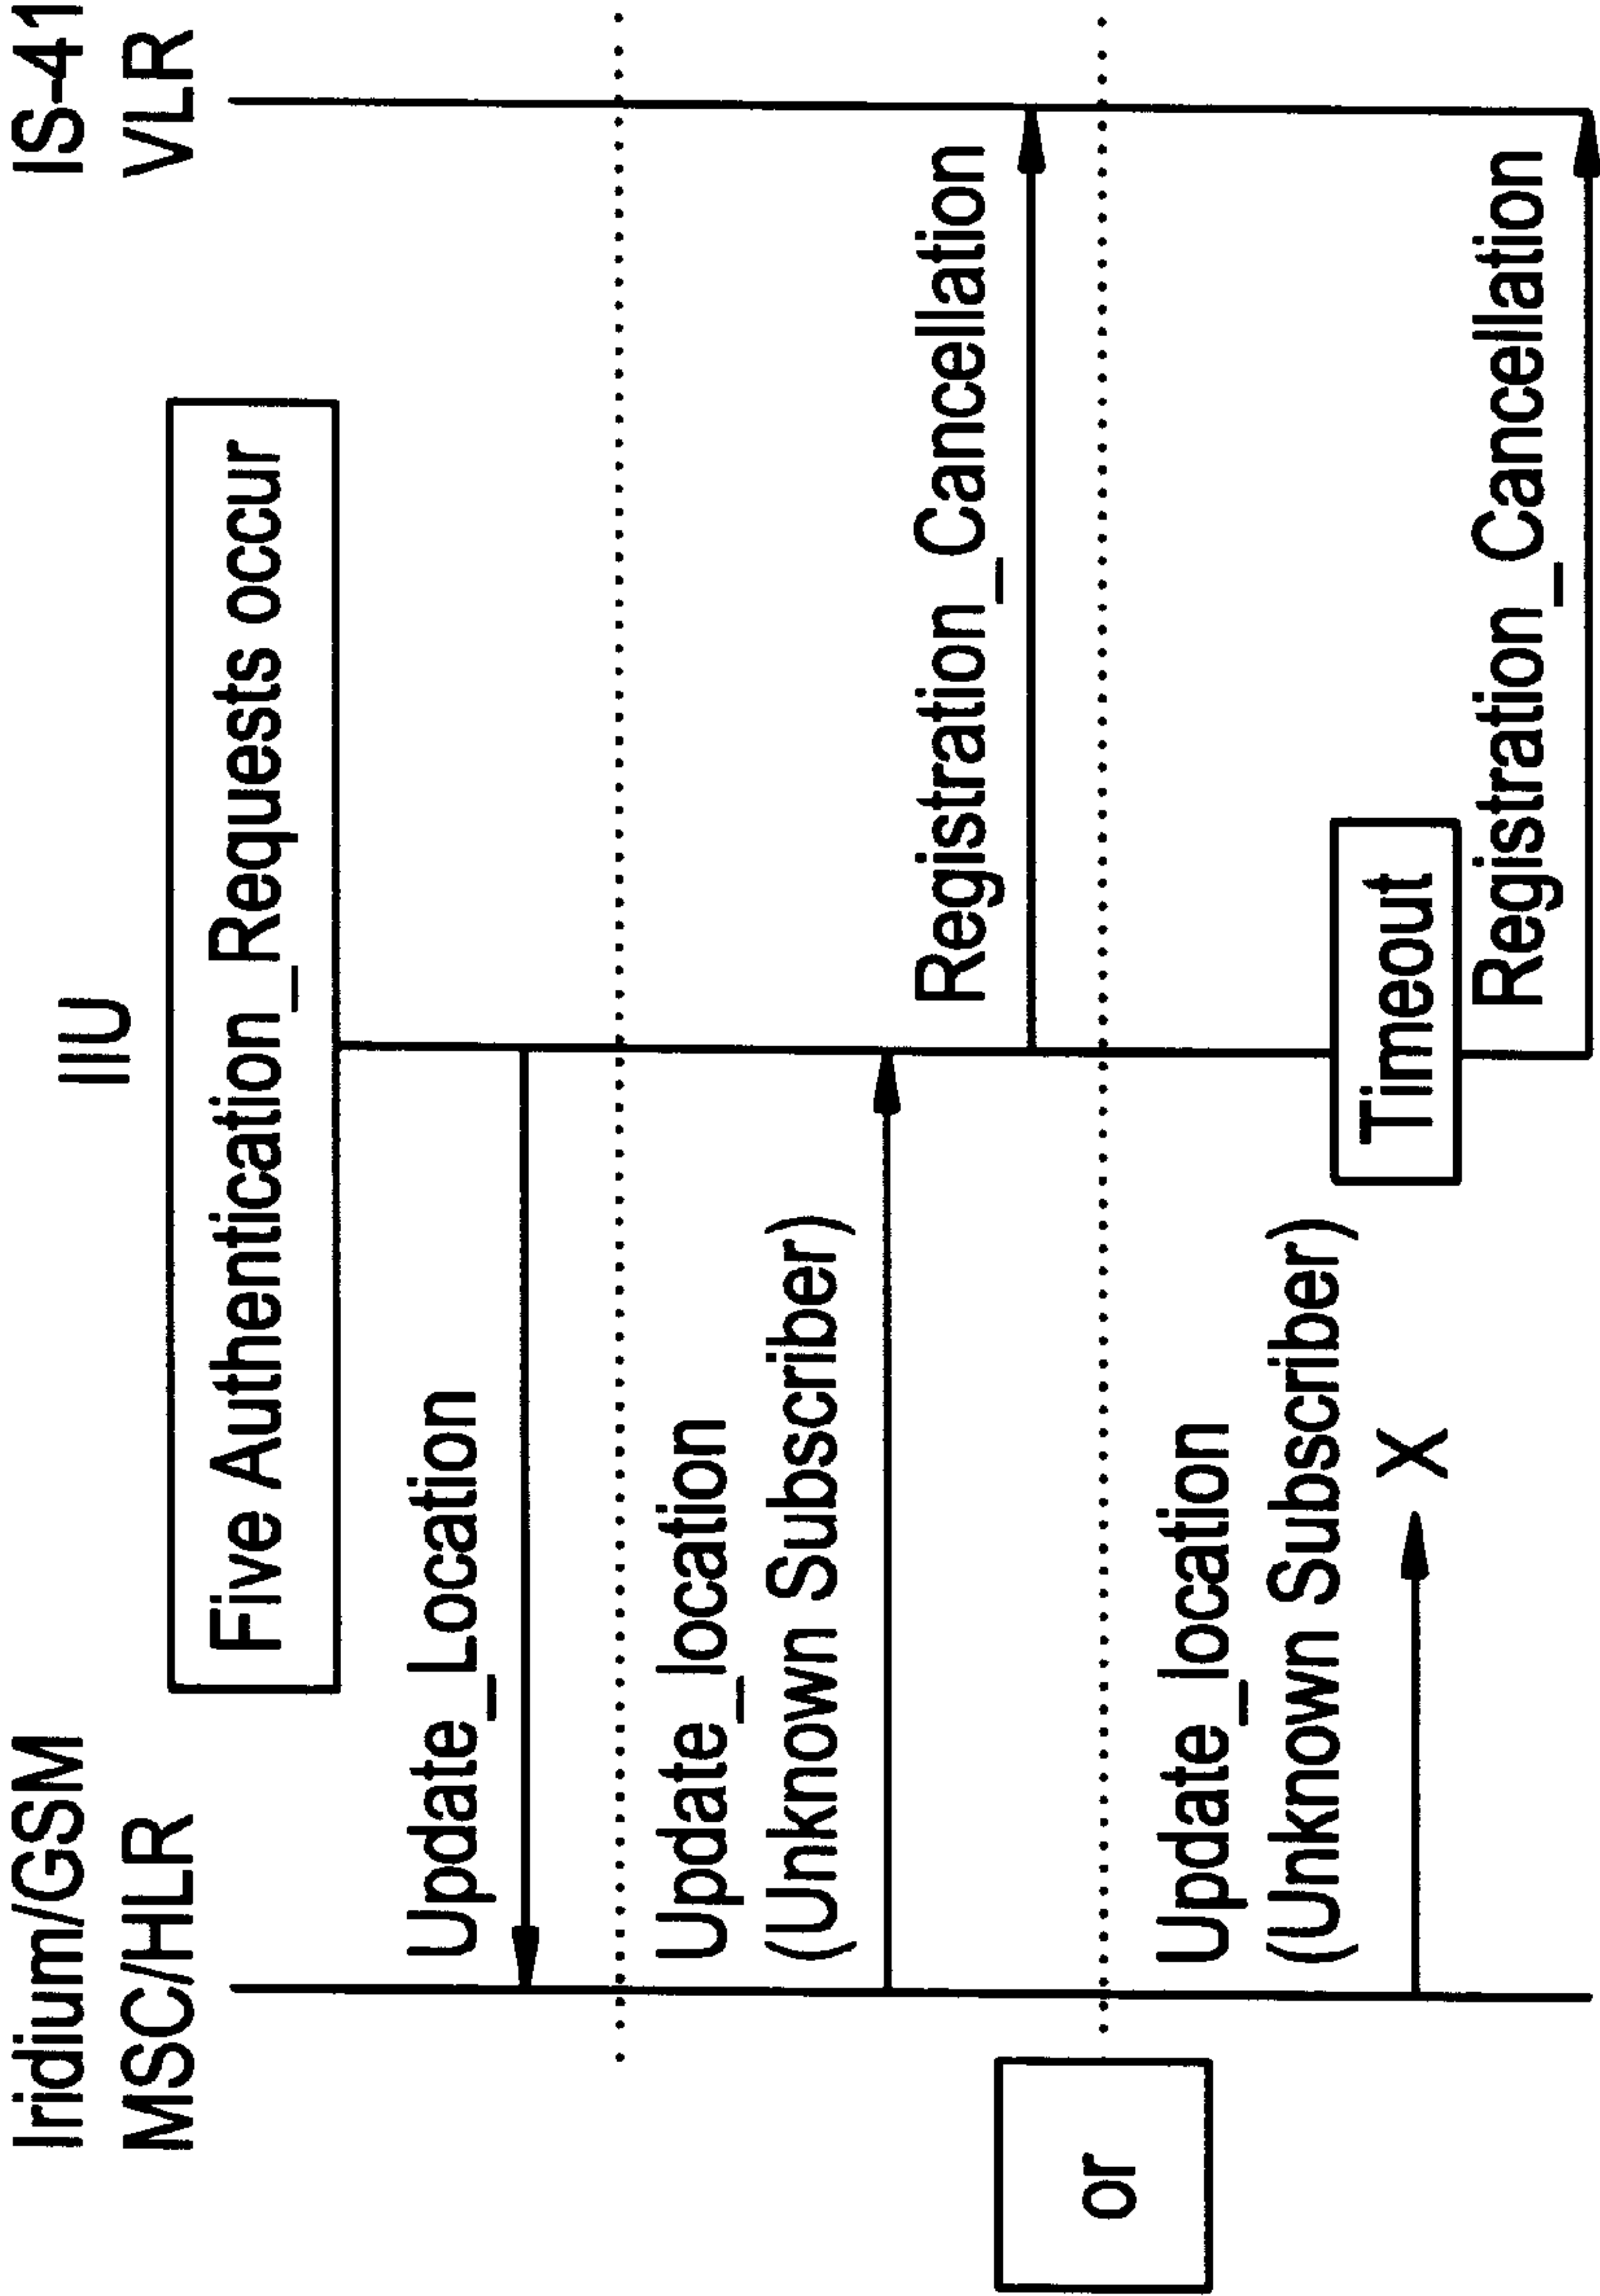 Iridium/GSM
MSC/HLR
IIU
IS-41
VLR
Five Authentication_Requests occur
Update_Location
Update_location
(Unknown Subscriber)
Registration_Cancellation
or
Update_location
(Unknown Subscriber)
X
Timeout
Registration_Cancellation